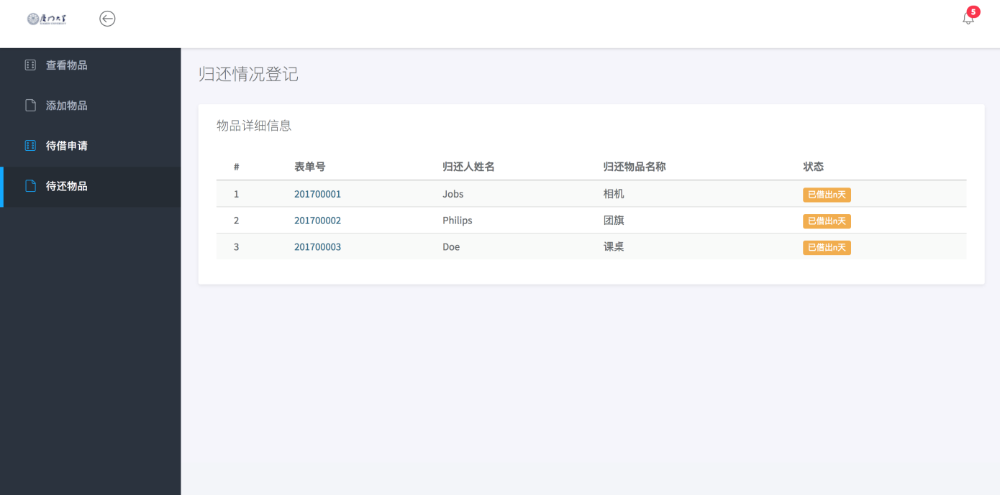 厦门大学
5
查看物品
添加物品
待借申请
待还物品
归还情况登记
物品详细信息
# 表单号 归还人姓名 归还物品名称 状态
1 201700001 Jobs 相机 已借出n天
2 201700002 Philips 团旗 已借出n天
3 201700003 Doe 课桌 已借出n天